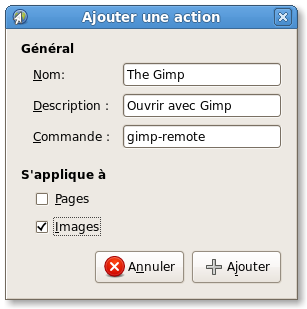 Ajouter une action
Général
Nom: The Gimp
Description : Ouvrir avec Gimp
Commande : gimp-remote
S'applique à
Pages
Images
Annuler Ajouter